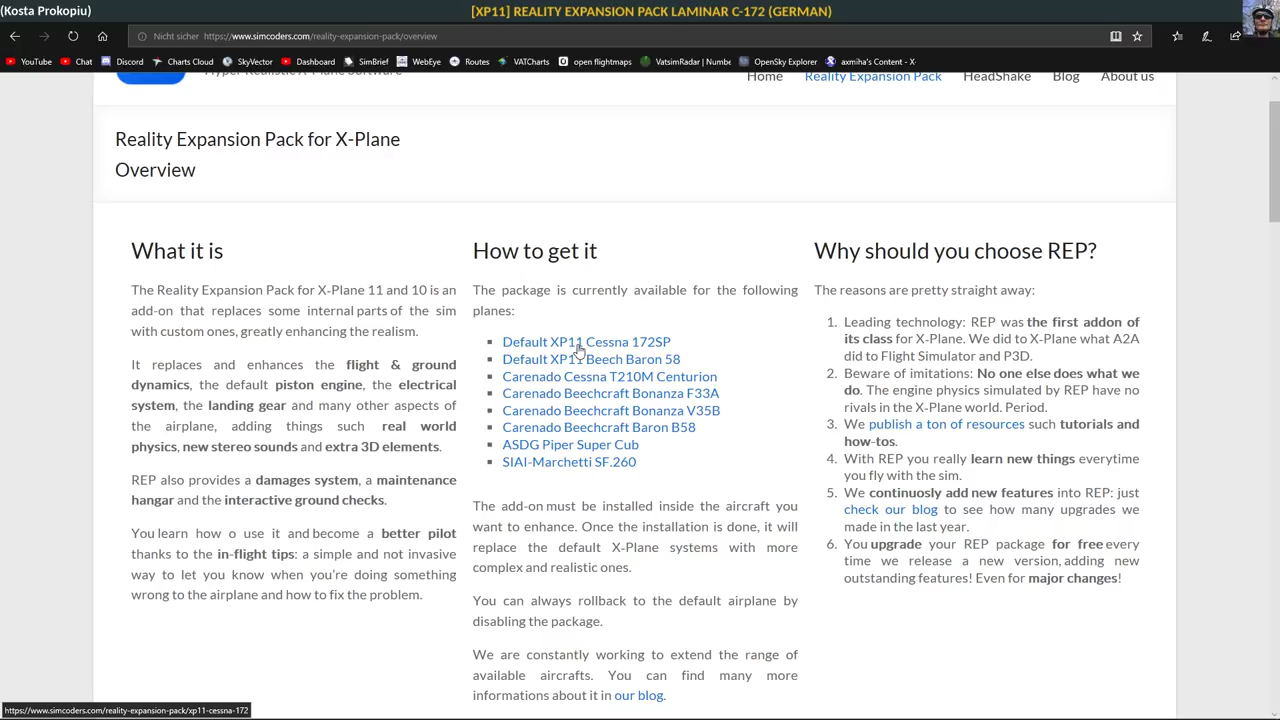 (Kosta Prokopiu)
[XP11] REALITY EXPANSION PACK LAMINAR C-172 (GERMAN)
Nicht sicher https://www.simcoders.com/reality-expansion-pack/overview
YouTube Chat Discord Charts Cloud SkyVector Dashboard SimBrief WebEye Routes VATCharts open flightmaps VatsimRadar | Numbe OpenSky Explorer axmiha's Content - X-
Home Reality Expansion Pack HeadShake Blog About us
Reality Expansion Pack for X-Plane
Overview
What it is
The Reality Expansion Pack for X-Plane 11 and 10 is an
add-on that replaces some internal parts of the sim
with custom ones, greatly enhancing the realism.
It replaces and enhances the flight & ground
dynamics, the default piston engine, the electrical
system, the landing gear and many other aspects of
the airplane, adding things such real world
physics, new stereo sounds and extra 3D elements.
REP also provides a damages system, a maintenance
hangar and the interactive ground checks.
You learn how o use it and become a better pilot
thanks to the in-flight tips: a simple and not invasive
way to let you know when you're doing something
wrong to the airplane and how to fix the problem.
How to get it
The package is currently available for the following
planes:
Default XP11 Cessna 172SP
Default XP11 Beech Baron 58
Carenado Cessna T210M Centurion
Carenado Beechcraft Bonanza F33A
Carenado Beechcraft Bonanza V35B
Carenado Beechcraft Baron B58
ASDG Piper Super Cub
SIAI-Marchetti SF.260
The add-on must be installed inside the aircraft you
want to enhance. Once the installation is done, it will
replace the default X-Plane systems with more
complex and realistic ones.
You can always rollback to the default airplane by
disabling the package.
We are constantly working to extend the range of
available aircrafts. You can find many more
informations about it in our blog.
Why should you choose REP?
The reasons are pretty straight away:
1. Leading technology: REP was the first addon of
its class for X-Plane. We did to X-Plane what A2A
did to Flight Simulator and P3D.
2. Beware of imitations: No one else does what we
do. The engine physics simulated by REP have no
rivals in the X-Plane world. Period.
3. We publish a ton of resources such tutorials and
how-tos.
4. With REP you really learn new things everytime
you fly with the sim.
5. We continuosly add new features into REP: just
check our blog to see how many upgrades we
made in the last year.
6. You upgrade your REP package for free every
time we release a new version, adding new
outstanding features! Even for major changes!
https://www.simcoders.com/reality-expansion-pack/xp11-cessna-172